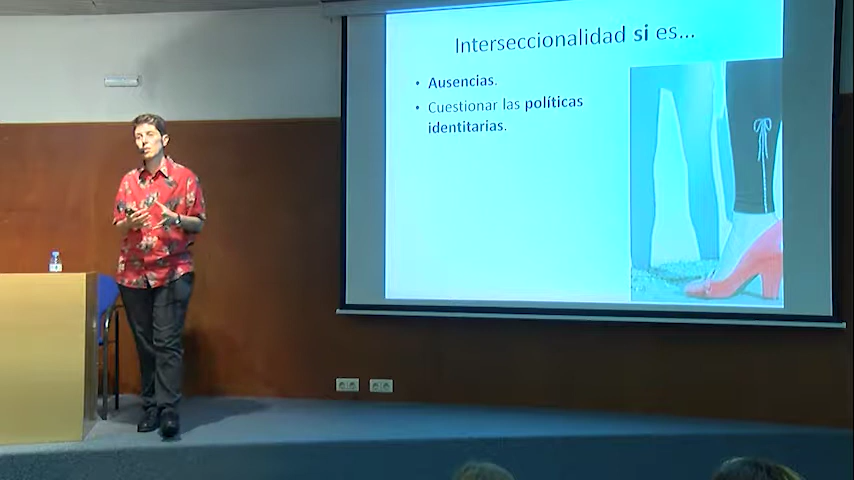 Interseccionalidad si es...
• Ausencias.
• Cuestionar las políticas
identitarias.